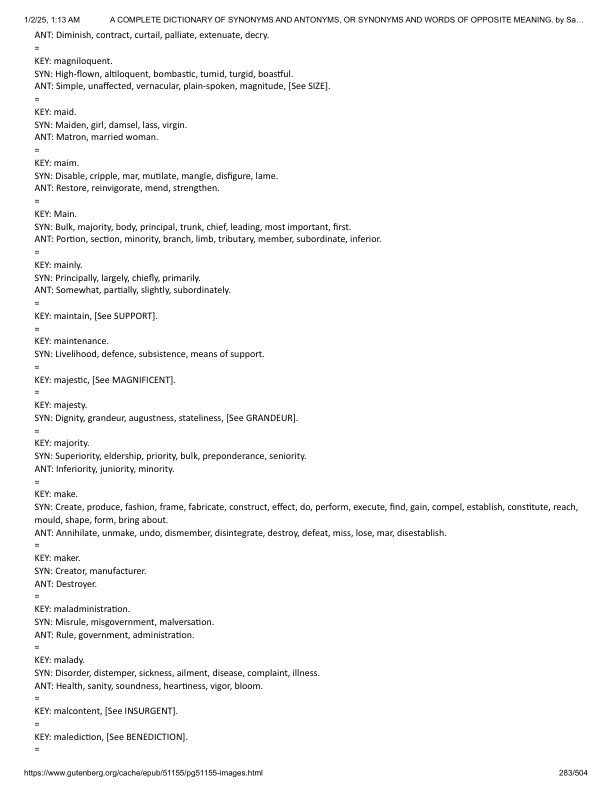 1/2/25, 1:13 AM A COMPLETE DICTIONARY OF SYNONYMS AND ANTONYMS, OR SYNONYMS AND WORDS OF OPPOSITE MEANING. by Sa…
ANT: Diminish, contract, curtail, palliate, extenuate, decry.
=
KEY: magniloquent.
SYN: High-flown, altiloquent, bombastic, tumid, turgid, boastful.
ANT: Simple, unaffected, vernacular, plain-spoken, magnitude, [See SIZE].
=
KEY: maid.
SYN: Maiden, girl, damsel, lass, virgin.
ANT: Matron, married woman.
=
KEY: maim.
SYN: Disable, cripple, mar, mutilate, mangle, disfigure, lame.
ANT: Restore, reinvigorate, mend, strengthen.
=
KEY: Main.
SYN: Bulk, majority, body, principal, trunk, chief, leading, most important, first.
ANT: Portion, section, minority, branch, limb, tributary, member, subordinate, inferior.
=
KEY: mainly.
SYN: Principally, largely, chiefly, primarily.
ANT: Somewhat, partially, slightly, subordinately.
=
KEY: maintain, [See SUPPORT].
=
KEY: maintenance.
SYN: Livelihood, defence, subsistence, means of support.
=
KEY: majestic, [See MAGNIFICENT].
=
KEY: majesty.
SYN: Dignity, grandeur, augustness, stateliness, [See GRANDEUR].
=
KEY: majority.
SYN: Superiority, eldership, priority, bulk, preponderance, seniority.
ANT: Inferiority, juniority, minority.
=
KEY: make.
SYN: Create, produce, fashion, frame, fabricate, construct, effect, do, perform, execute, find, gain, compel, establish, constitute, reach,
mould, shape, form, bring about.
ANT: Annihilate, unmake, undo, dismember, disintegrate, destroy, defeat, miss, lose, mar, disestablish.
=
KEY: maker.
SYN: Creator, manufacturer.
ANT: Destroyer.
=
KEY: maladministration.
SYN: Misrule, misgovernment, malversation.
ANT: Rule, government, administration.
=
KEY: malady.
SYN: Disorder, distemper, sickness, ailment, disease, complaint, illness.
ANT: Health, sanity, soundness, heartiness, vigor, bloom.
=
KEY: malcontent, [See INSURGENT].
=
KEY: malediction, [See BENEDICTION].
=
https://www.gutenberg.org/cache/epub/51155/pg51155-images.html 283/504